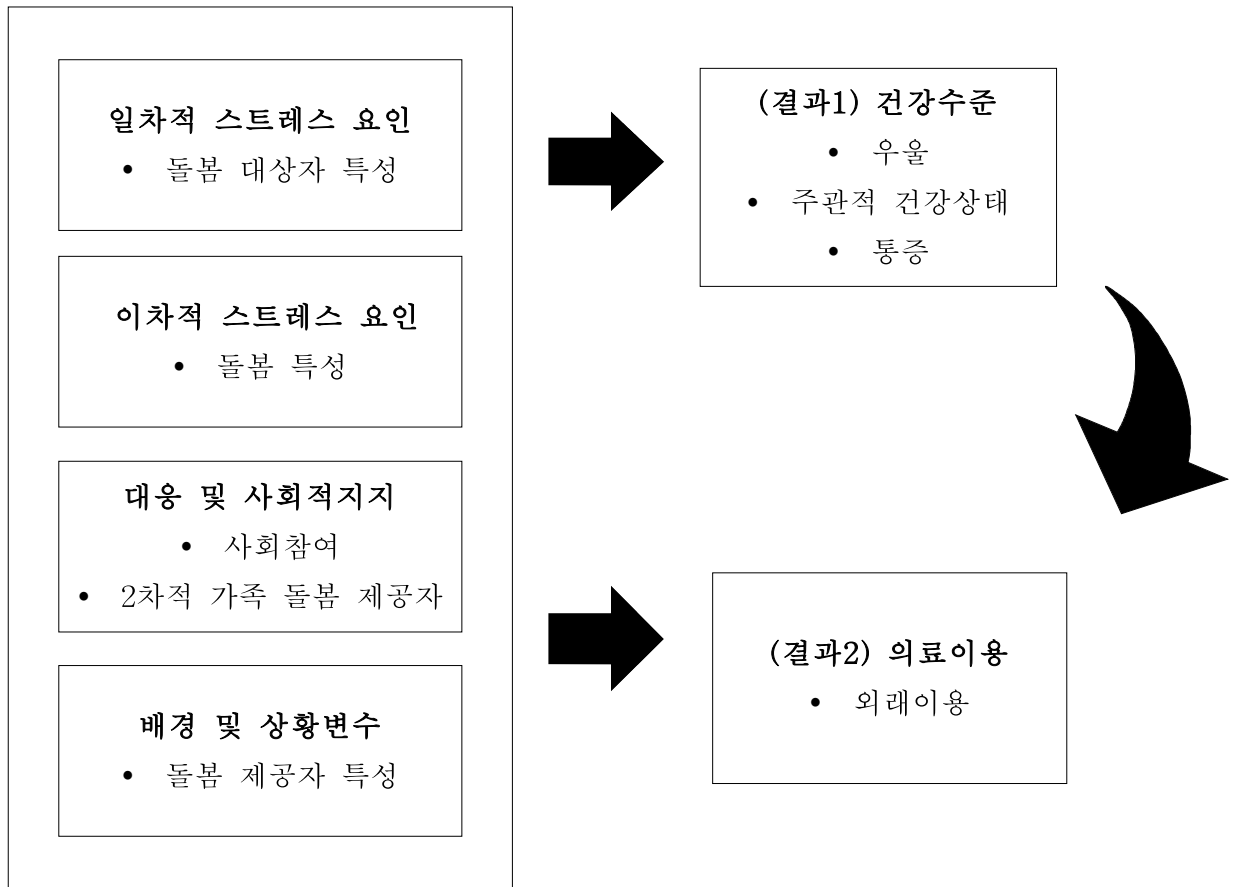 일차적 스트레스 요인
• 돌봄 대상자 특성
이차적 스트레스 요인
• 돌봄 특성
대응 및 사회적지지
• 사회참여
• 2차적 가족 돌봄 제공자
배경 및 상황변수
• 돌봄 제공자 특성
(결과1) 건강수준
• 우울
• 주관적 건강상태
• 통증
(결과2) 의료이용
• 외래이용